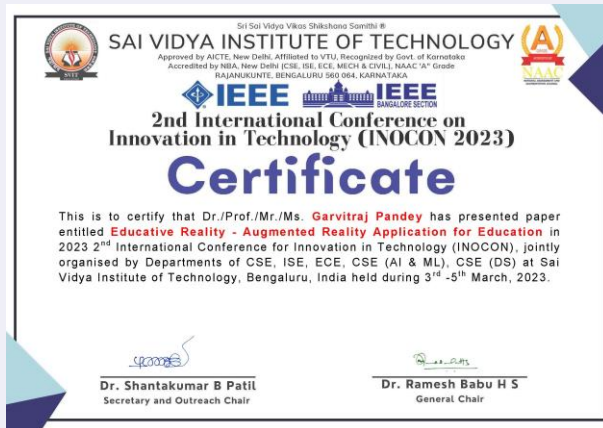 Sri Sai Vidya Vikas Shikshana Samithi ®
SAI VIDYA INSTITUTE OF TECHNOLOGY
Approved by AICTE, New Delhi, Affiliated to VTU, Recognized by Govt. of Karnataka
Accredited by NBA, New Delhi (CSE, ISE, ECE, MECH & CIVIL), NAAC "A" Grade
RAJANUKUNTE, BENGALURU 560 064, KARNATAKA
SVIT
A
NAAC
IEEE
IEEE
BANGALORE SECTION
2nd International Conference on
Innovation in Technology (INOCON 2023)
Certificate
This is to certify that Dr./Prof./Mr./Ms. Garvitraj Pandey has presented paper
entitled Educative Reality - Augmented Reality Application for Education in
2023 2nd International Conference for Innovation in Technology (INOCON), jointly
organised by Departments of CSE, ISE, ECE, CSE (AI & ML), CSE (DS) at Sai
Vidya Institute of Technology, Bengaluru, India held during 3rd -5th March, 2023.
Dr. Shantakumar B Patil
Secretary and Outreach Chair
Dr. Ramesh Babu H S
General Chair